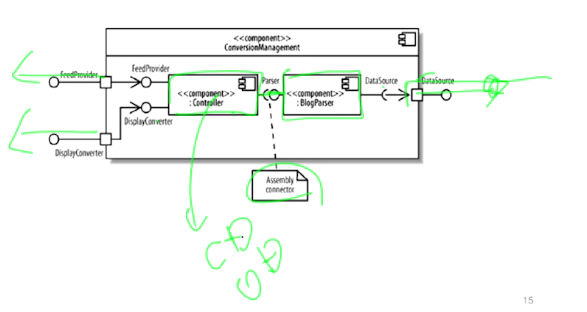 <<component>>
ConversionManagement
FeedProvider
FeedProvider
<<component>>
: Controller
Parser
<<component>>
: BlogParser
DataSource
DataSource
DisplayConverter
DisplayConverter
Assembly
connector
15